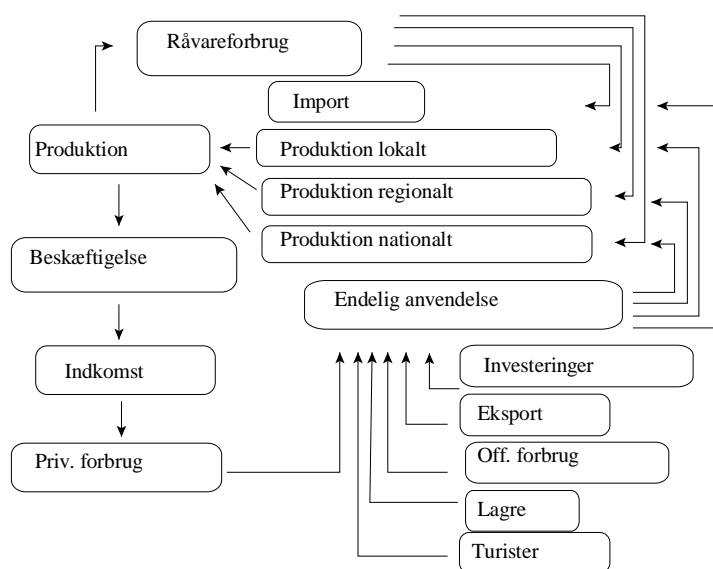 Råvareforbrug
Import
Produktion
Produktion lokalt
Produktion regionalt
Produktion nationalt
Beskæftigelse
Endelig anvendelse
Indkomst
Investeringer
Eksport
Priv. forbrug
Off. forbrug
Lagre
Turister